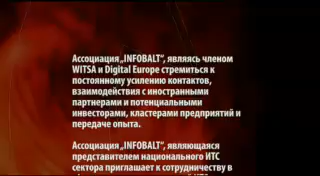 Ассоциация „INFOBALT“, являясь членом
WITSA и Digital Europe стремиться к
постоянному усилению контактов,
взаимодействия с иностранными
партнерами и потенциальными
инвесторами, кластерами предприятий и
передаче опыта.
Ассоциация „INFOBALT“, являющаяся
представителем национального ИТС
сектора приглашает к сотрудничеству в